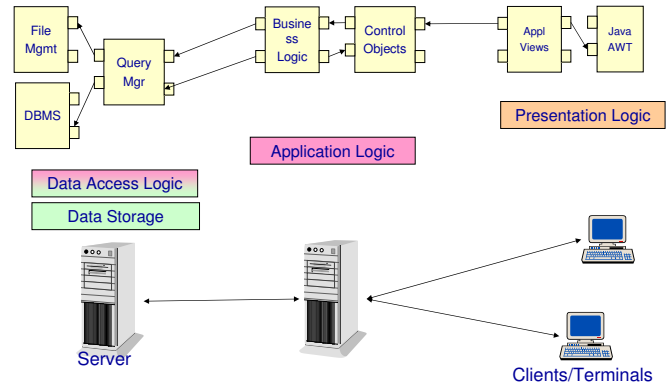 File
Mgmt
Query
Mgr
DBMS
Busine
ss
Logic
Control
Objects
Appl
Views
Java
AWT
Presentation Logic
Application Logic
Data Access Logic
Data Storage
Server
Clients/Terminals